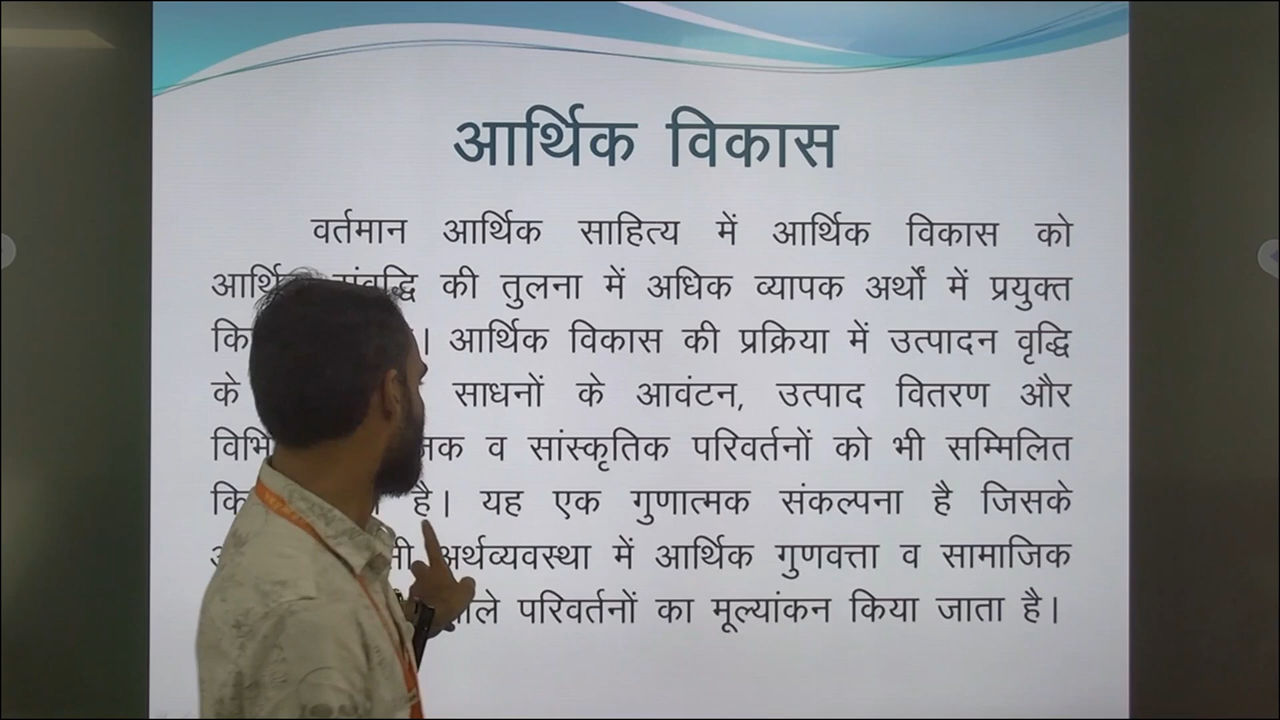 आर्थिक विकास
वर्तमान आर्थिक साहित्य में आर्थिक विकास को
की तुलना में अधिक व्यापक अर्थों में प्रयुक्त
आर्थिक विकास की प्रक्रिया में उत्पादन वृद्धि
के साधनों के आवंटन, उत्पाद वितरण और
व सांस्कृतिक परिवर्तनों को भी सम्मिलित
है। यह एक गुणात्मक संकल्पना है जिसके
अर्थव्यवस्था में आर्थिक गुणवत्ता व सामाजिक
परिवर्तनों का मूल्यांकन किया जाता है।